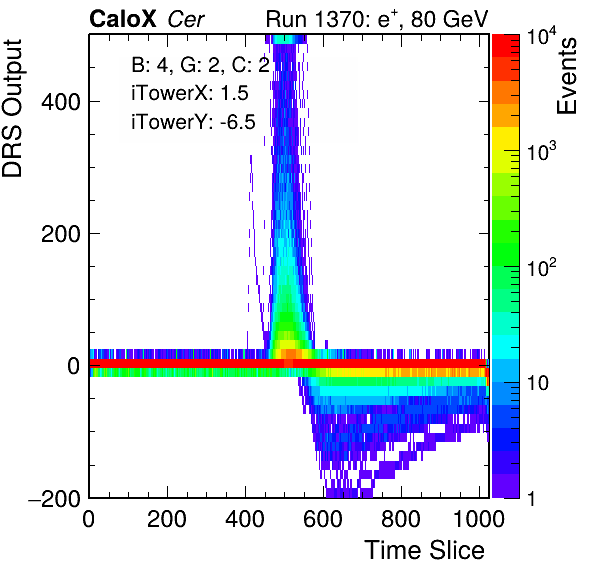 CaloX Cer Run 1370: e⁺, 80 GeV
B: 4, G: 2, C: 2
iTowerX: 1.5
iTowerY: -6.5
DRS Output
400
200
0
−200
0 200 400 600 800 1000
Time Slice
10⁴
10³
10²
10
1
Events